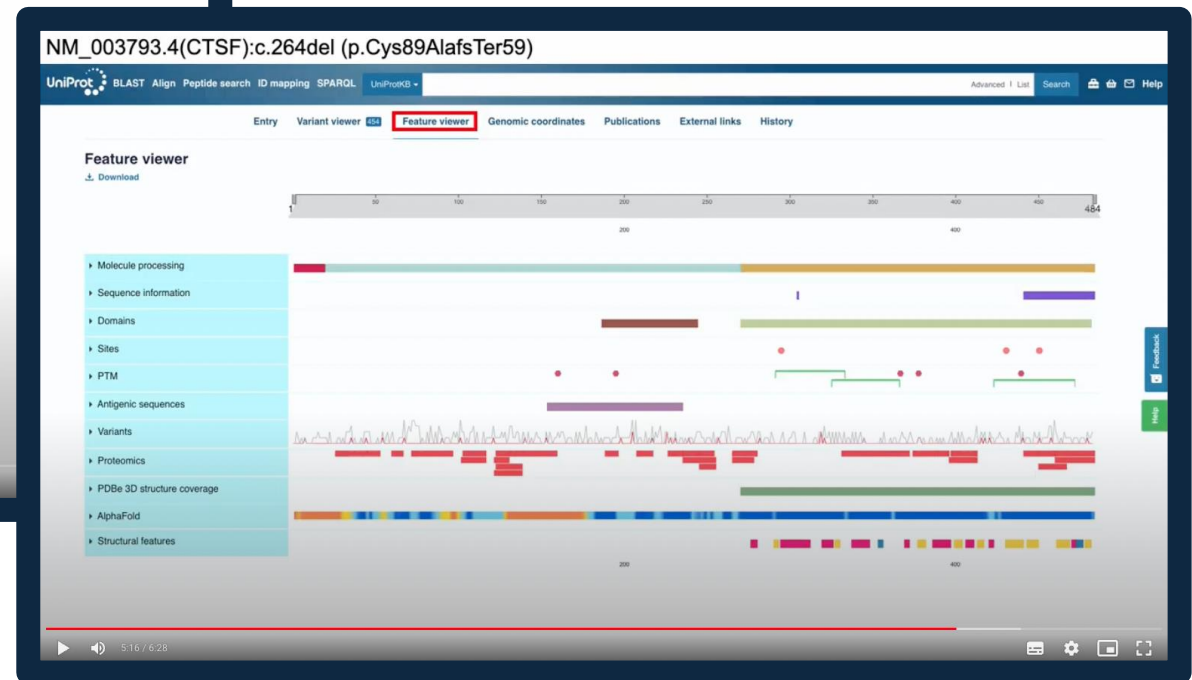 NM_003793.4(CTSF):c.264del (p.Cys89AlafsTer59)
UniProt BLAST Align Peptide search ID mapping SPARQL UniProtKB Advanced | List Search Help
Entry Variant viewer 454 Feature viewer Genomic coordinates Publications External links History
Feature viewer
Download
50 100 150 200 250 300 350 400 450
1 484
200 400
Molecule processing
Sequence information
Domains
Sites
PTM
Antigenic sequences
Variants
Proteomics
PDBe 3D structure coverage
AlphaFold
Structural features
200 400
Feedback
Help
5:16 / 6:28